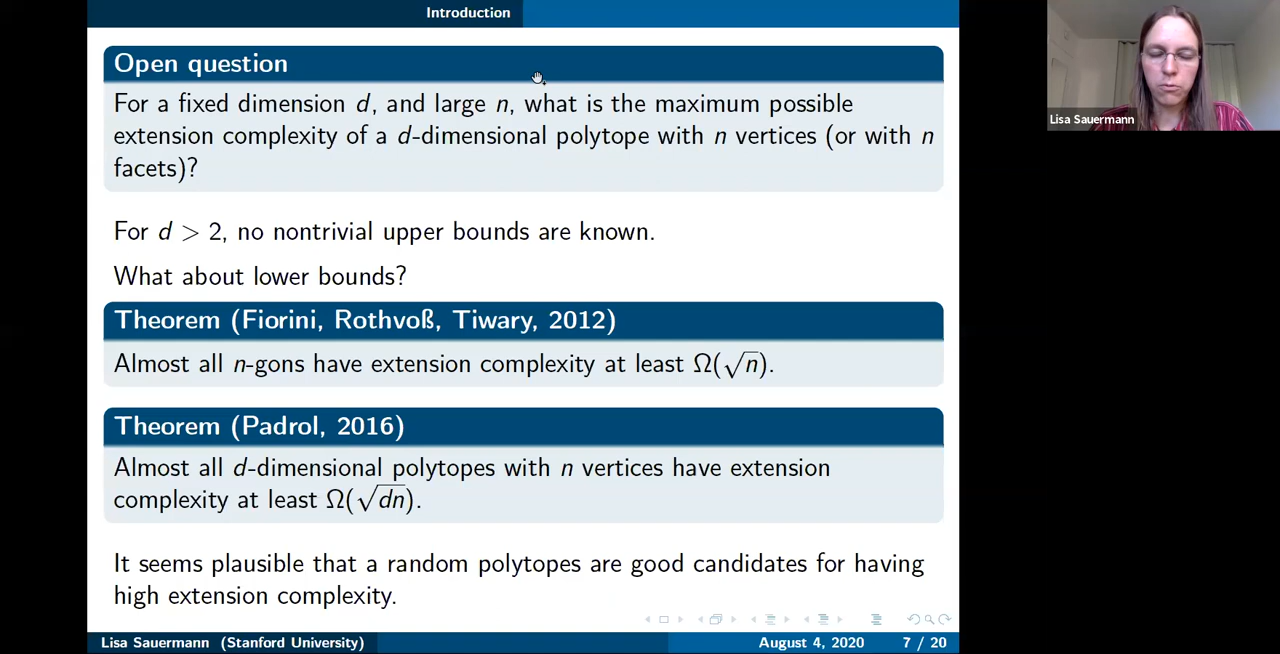 Introduction
Open question
For a fixed dimension d, and large n, what is the maximum possible
extension complexity of a d-dimensional polytope with n vertices (or with n
facets)?
For d > 2, no nontrivial upper bounds are known.
What about lower bounds?
Theorem (Fiorini, Rothvoß, Tiwary, 2012)
Almost all n-gons have extension complexity at least Ω(√n).
Theorem (Padrol, 2016)
Almost all d-dimensional polytopes with n vertices have extension
complexity at least Ω(√dn).
It seems plausible that a random polytopes are good candidates for having
high extension complexity.
Lisa Sauermann (Stanford University)
August 4, 2020
7 / 20
Lisa Sauermann